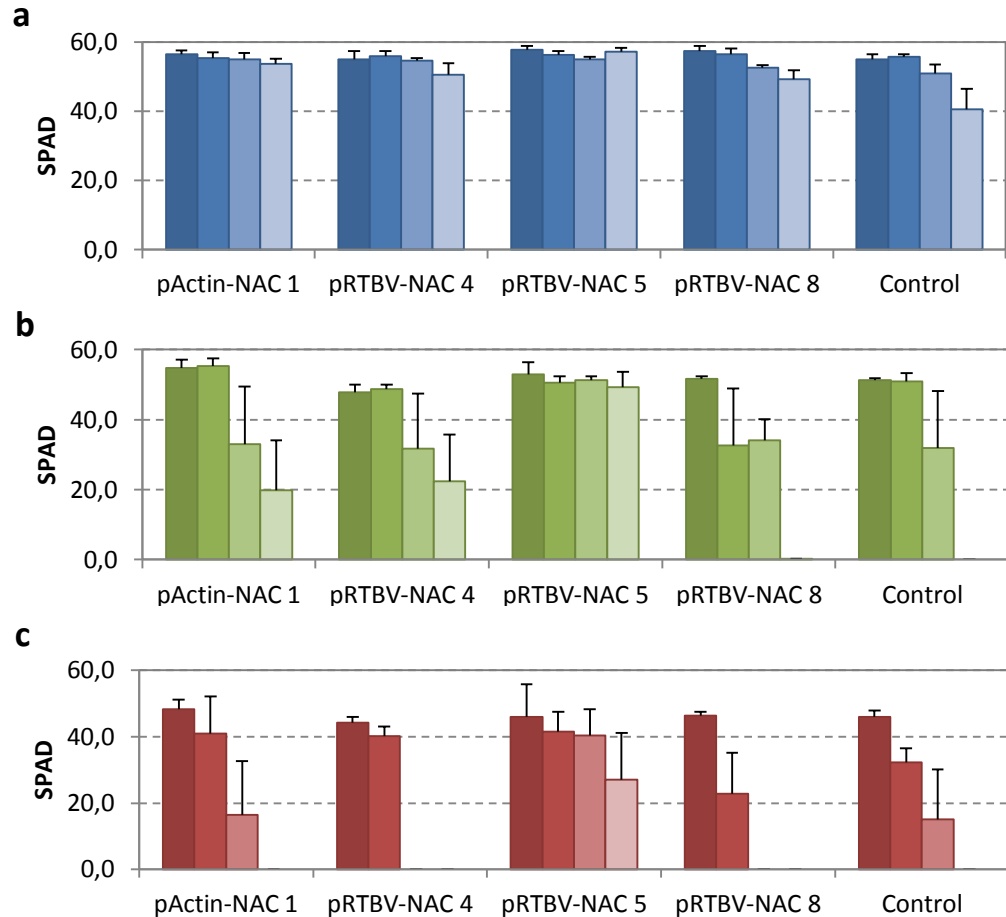 a
SPAD
60,0
40,0
20,0
0,0
pActin-NAC 1 pRTBV-NAC 4 pRTBV-NAC 5 pRTBV-NAC 8 Control
b
SPAD
60,0
40,0
20,0
0,0
pActin-NAC 1 pRTBV-NAC 4 pRTBV-NAC 5 pRTBV-NAC 8 Control
c
SPAD
60,0
40,0
20,0
0,0
pActin-NAC 1 pRTBV-NAC 4 pRTBV-NAC 5 pRTBV-NAC 8 Control